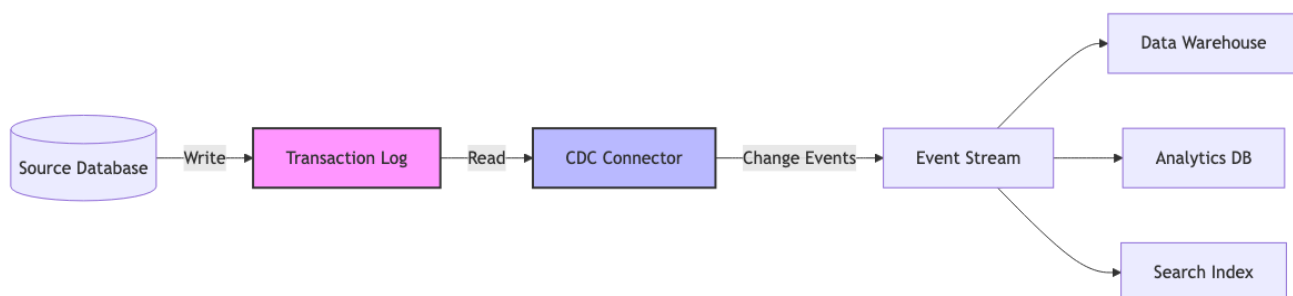 Source Database
Write
Transaction Log
Read
CDC Connector
Change Events
Event Stream
Data Warehouse
Analytics DB
Search Index